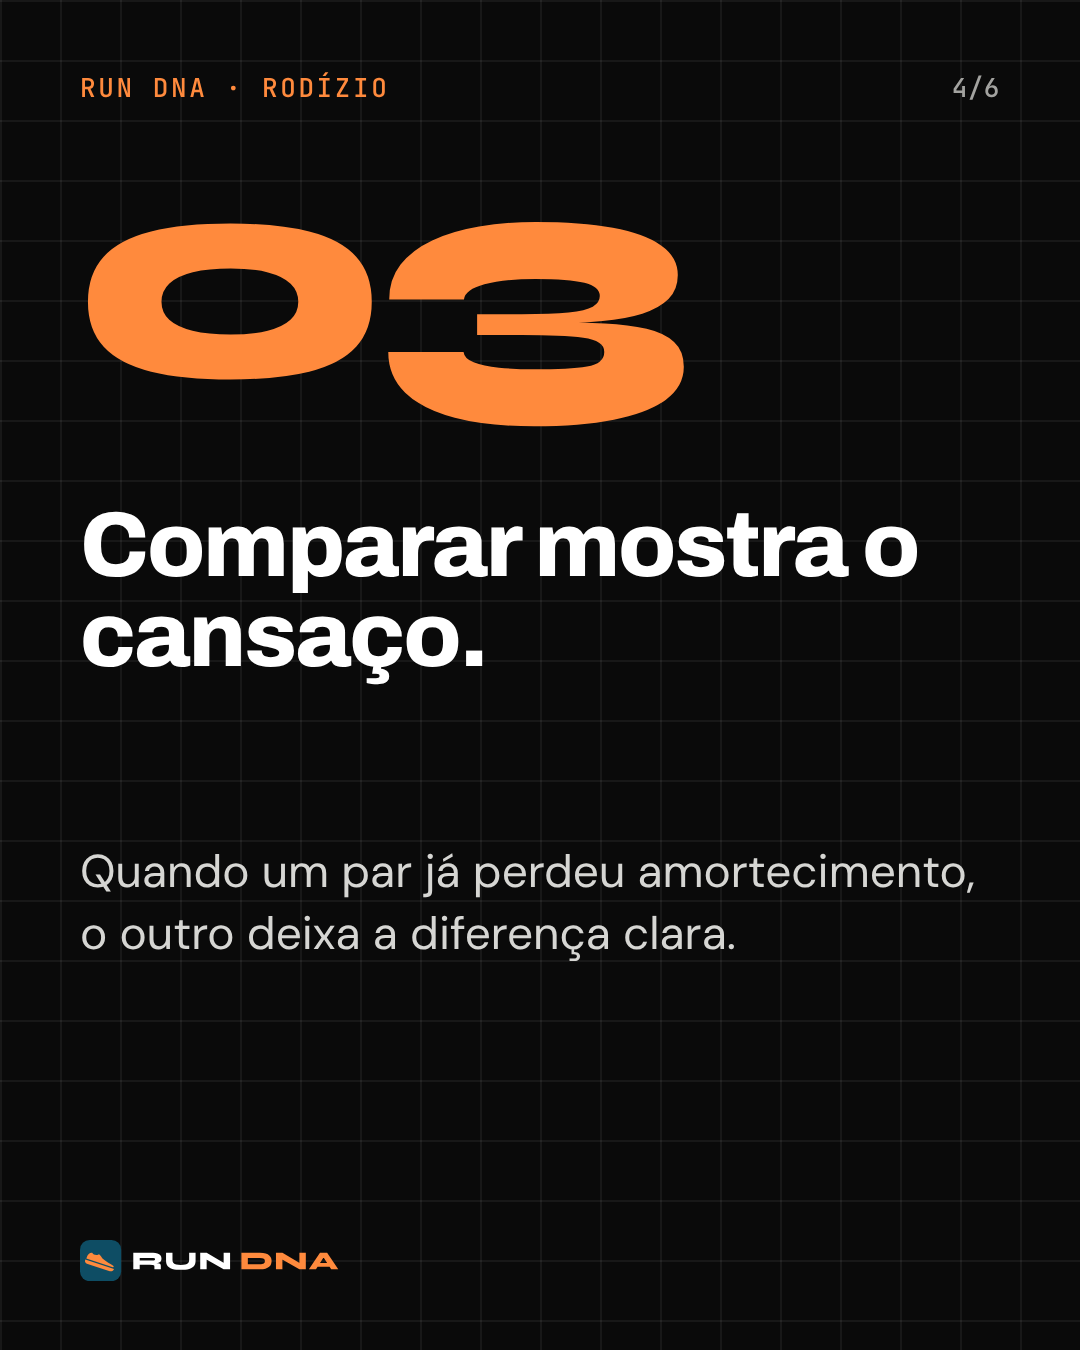 RUN DNA · RODÍZIO
4/6
03
Comparar mostra o
cansaço.
Quando um par já perdeu amortecimento,
o outro deixa a diferença clara.
RUN DNA